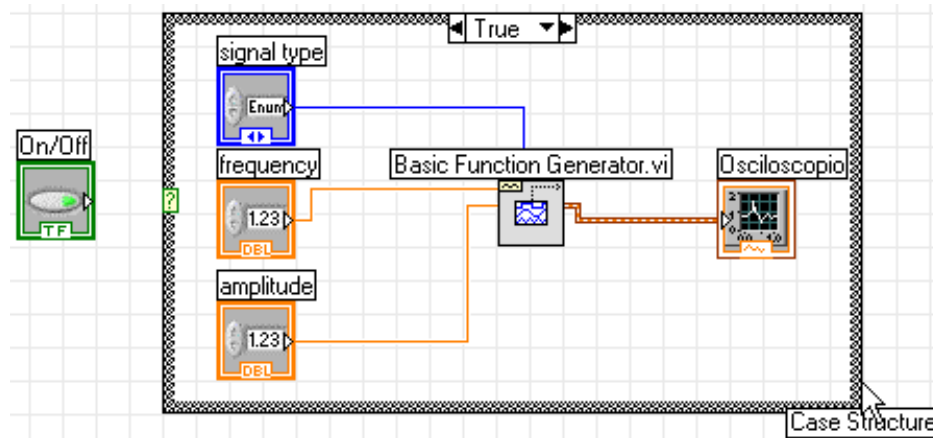 True
signal type
Enum
On/Off
TF
frequency
1.23
DBL
Basic Function Generator.vi
Osciloscopio
?
amplitude
1.23
DBL
Case Structure